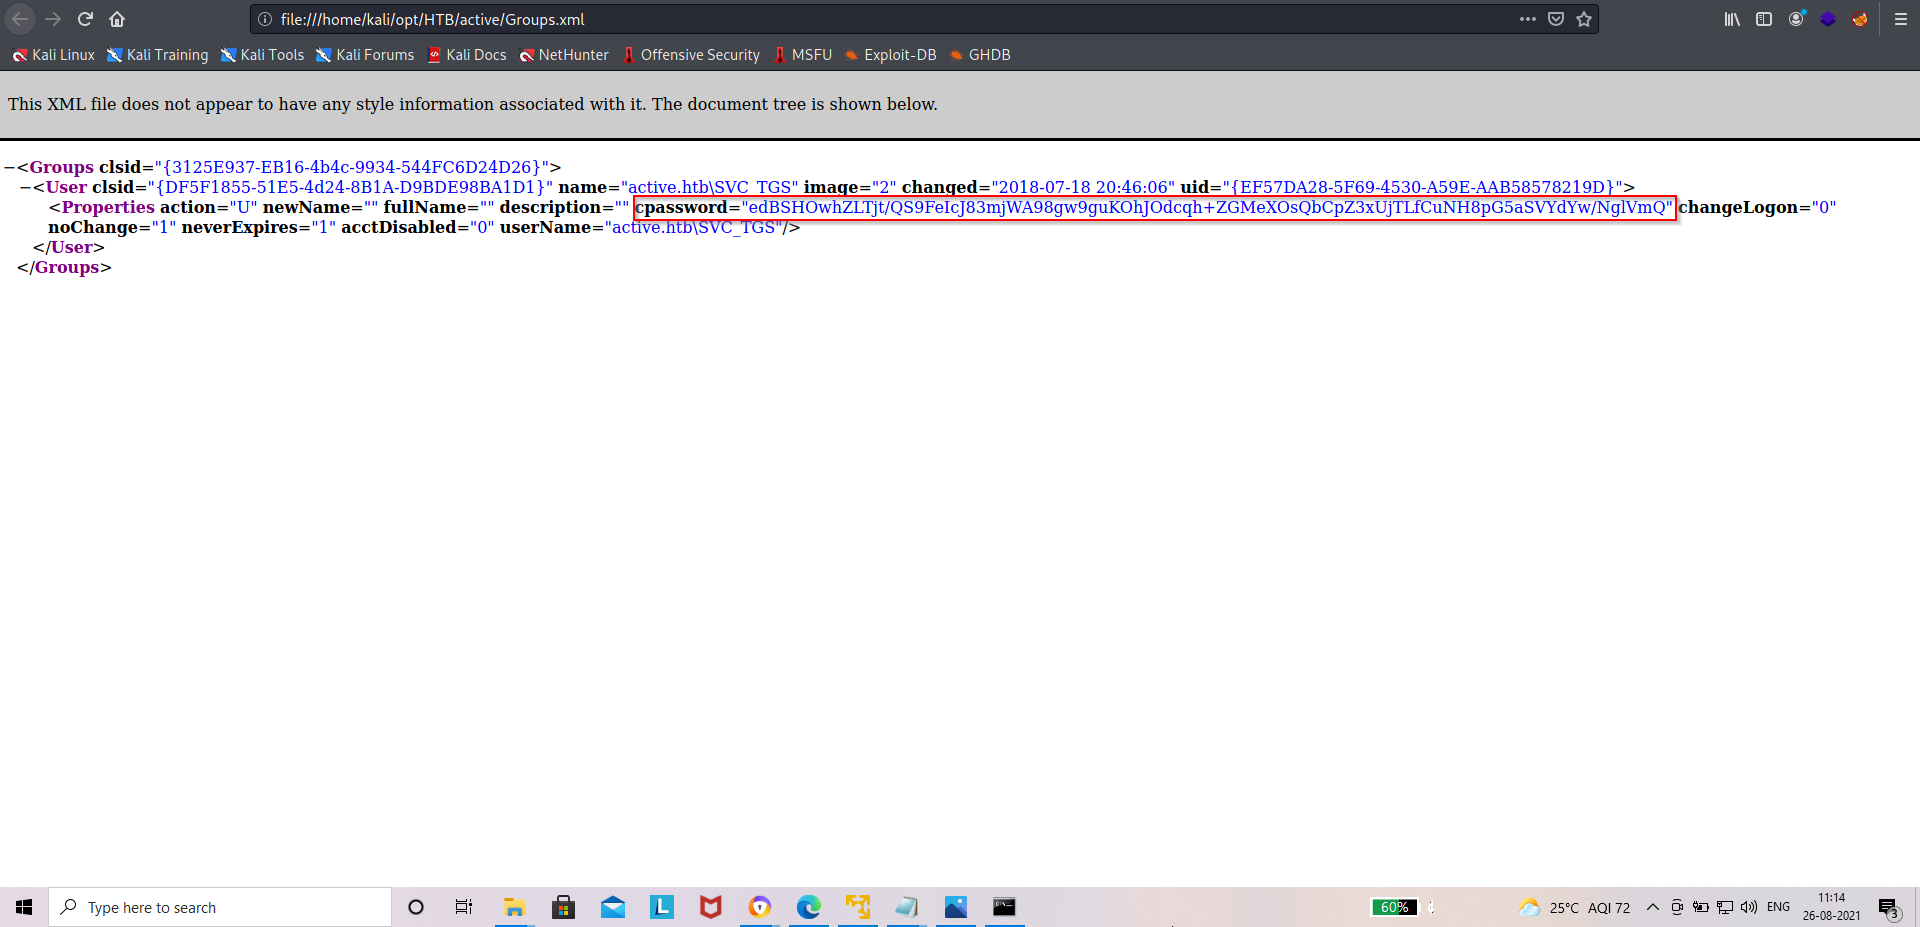 file:///home/kali/opt/HTB/active/Groups.xml
Kali Linux Kali Training Kali Tools Kali Forums Kali Docs NetHunter Offensive Security MSFU Exploit-DB GHDB
This XML file does not appear to have any style information associated with it. The document tree is shown below.
−<Groups clsid="{3125E937-EB16-4b4c-9934-544FC6D24D26}">
−<User clsid="{DF5F1855-51E5-4d24-8B1A-D9BDE98BA1D1}" name="active.htb\SVC_TGS" image="2" changed="2018-07-18 20:46:06" uid="{EF57DA28-5F69-4530-A59E-AAB58578219D}">
<Properties action="U" newName="" fullName="" description="" cpassword="edBSHOwhZLTjt/QS9FeIcJ83mjWA98gw9guKOhJOdcqh+ZGMeXOsQbCpZ3xUjTLfCuNH8pG5aSVYdYw/NglVmQ" changeLogon="0"
noChange="1" neverExpires="1" acctDisabled="0" userName="active.htb\SVC_TGS"/>
</User>
</Groups>
Type here to search
60%
25°C AQI 72
ENG
11:14
26-08-2021
3